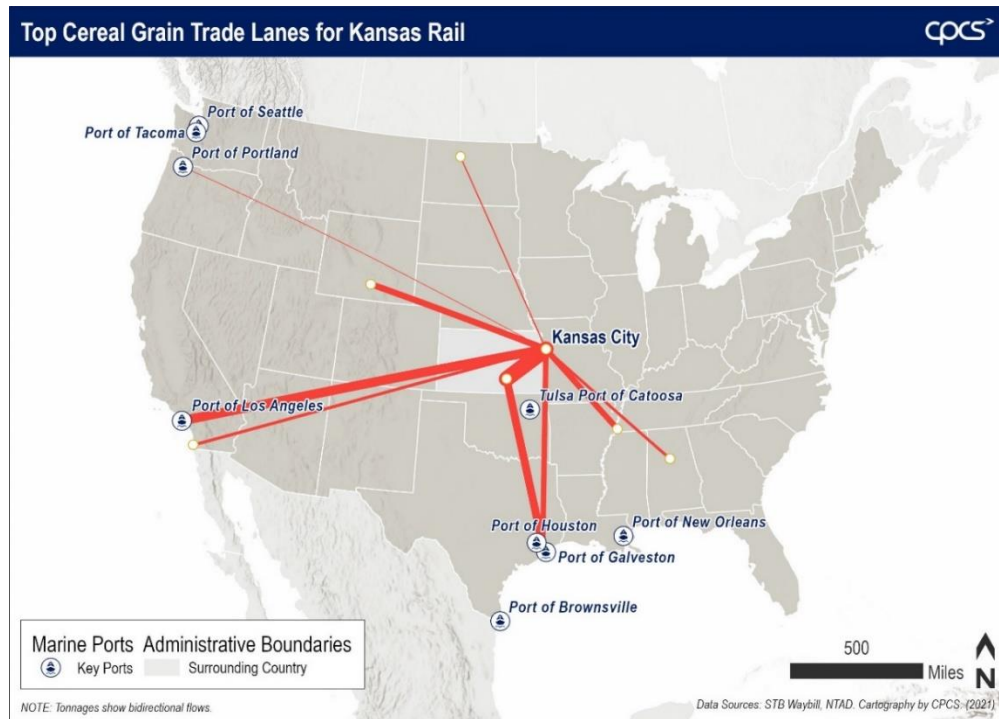 Top Cereal Grain Trade Lanes for Kansas Rail
cpcs
Port of Seattle
Port of Tacoma
Port of Portland
Kansas City
Port of Los Angeles
Tulsa Port of Catoosa
Port of Houston
Port of New Orleans
Port of Galveston
Port of Brownsville
Marine Ports Administrative Boundaries
Key Ports Surrounding Country
500
Miles
N
NOTE: Tonnages show bidirectional flows.
Data Sources: STB Waybill, NTAD. Cartography by CPCS. (2021)